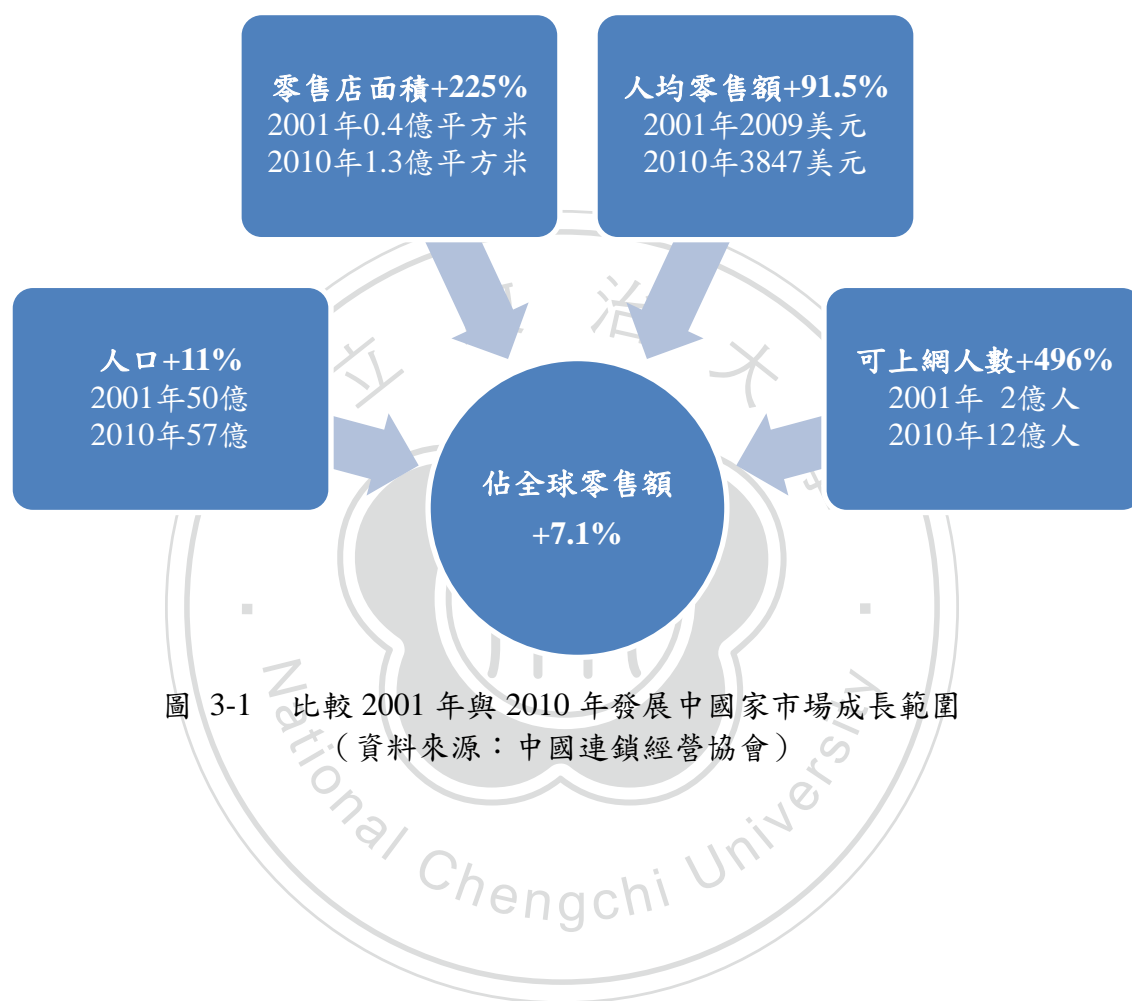 零售店面積+225%
2001年0.4億平方米
2010年1.3億平方米
人均零售額+91.5%
2001年2009美元
2010年3847美元
人口+11%
2001年50億
2010年57億
可上網人數+496%
2001年 2億人
2010年12億人
佔全球零售額
+7.1%
圖 3-1 比較 2001 年與 2010 年發展中國家市場成長範圍
（資料來源：中國連鎖經營協會）
立 治 大
National Chengchi University